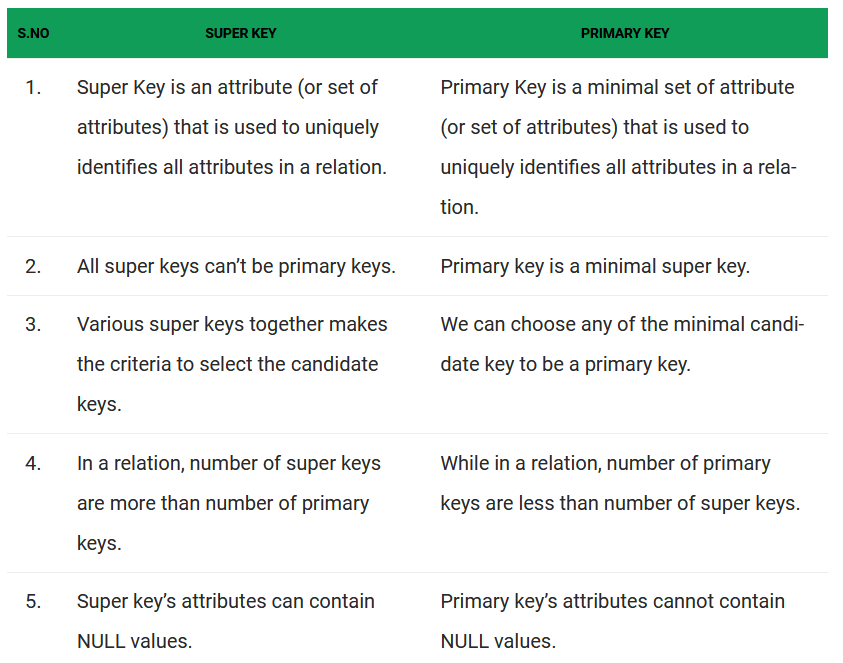 S.NO SUPER KEY PRIMARY KEY
1. Super Key is an attribute (or set of
attributes) that is used to uniquely
identifies all attributes in a relation.
Primary Key is a minimal set of attribute
(or set of attributes) that is used to
uniquely identifies all attributes in a rela-
tion.
2. All super keys can’t be primary keys.
Primary key is a minimal super key.
3. Various super keys together makes
the criteria to select the candidate
keys.
We can choose any of the minimal candi-
date key to be a primary key.
4. In a relation, number of super keys
are more than number of primary
keys.
While in a relation, number of primary
keys are less than number of super keys.
5. Super key’s attributes can contain
NULL values.
Primary key’s attributes cannot contain
NULL values.